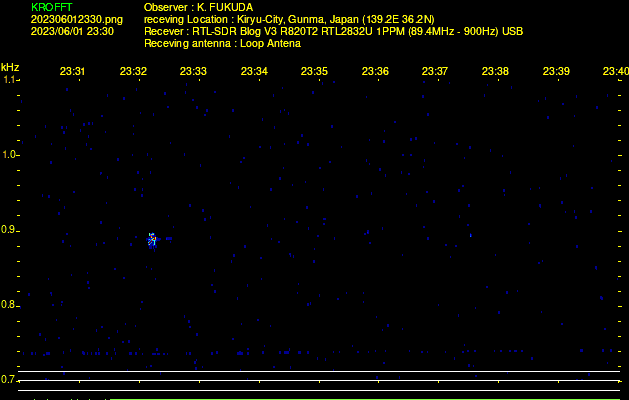 KROFFT
202306012330.png
2023/06/01 23:30
Observer : K. FUKUDA
receving Location : Kiryu-City, Gunma, Japan (139.2E 36.2N)
Recever : RTL-SDR Blog V3 R820T2 RTL2832U 1PPM (89.4MHz - 900Hz) USB
Receving antenna : Loop Antena
kHz
23:31 23:32 23:33 23:34 23:35 23:36 23:37 23:38 23:39 23:40
1.1
1.0
0.9
0.8
0.7